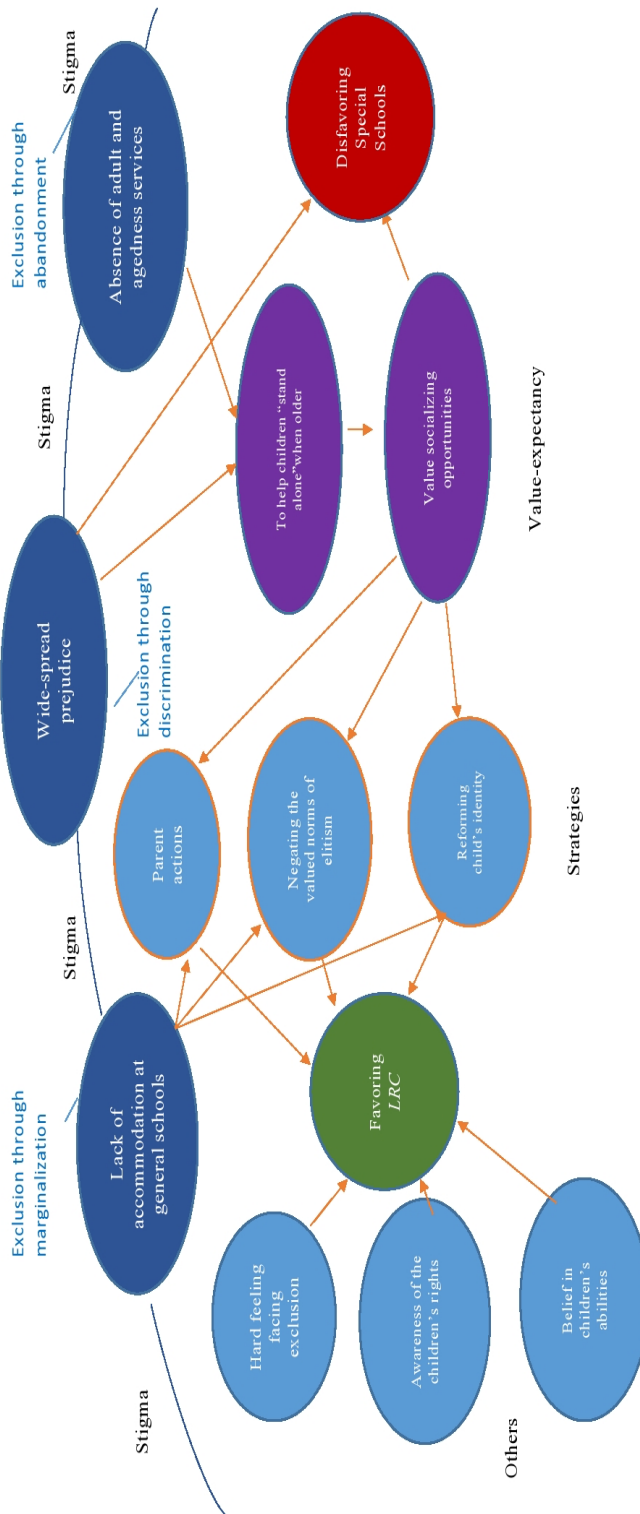 Stigma
Exclusion through
marginalization
Lack of
accommodation at
general schools
Stigma
Wide-spread
prejudice
Exclusion through
discrimination
Stigma
Exclusion through
abandonment
Absence of adult and
agedness services
Stigma
Hard feeling
facing
exclusion
Awareness of the
children’s rights
Belief in
children’s
abilities
Others
Favoring
LRC
Parent
actions
Negating the
valued norms of
elitism
Reforming
child’s identity
Strategies
To help children “stand
alone”when older
Value socializing
opportunities
Value-expectancy
Disfavoring
Special
Schools